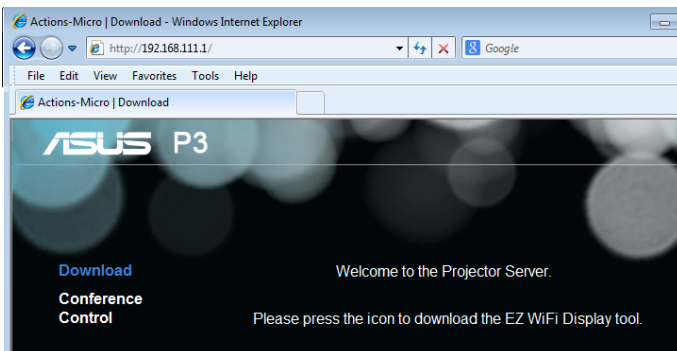 Actions-Micro | Download - Windows Internet Explorer
http://192.168.111.1/
Google
File Edit View Favorites Tools Help
Actions-Micro | Download
ASUS P3
Download
Welcome to the Projector Server.
Conference
Control
Please press the icon to download the EZ WiFi Display tool.